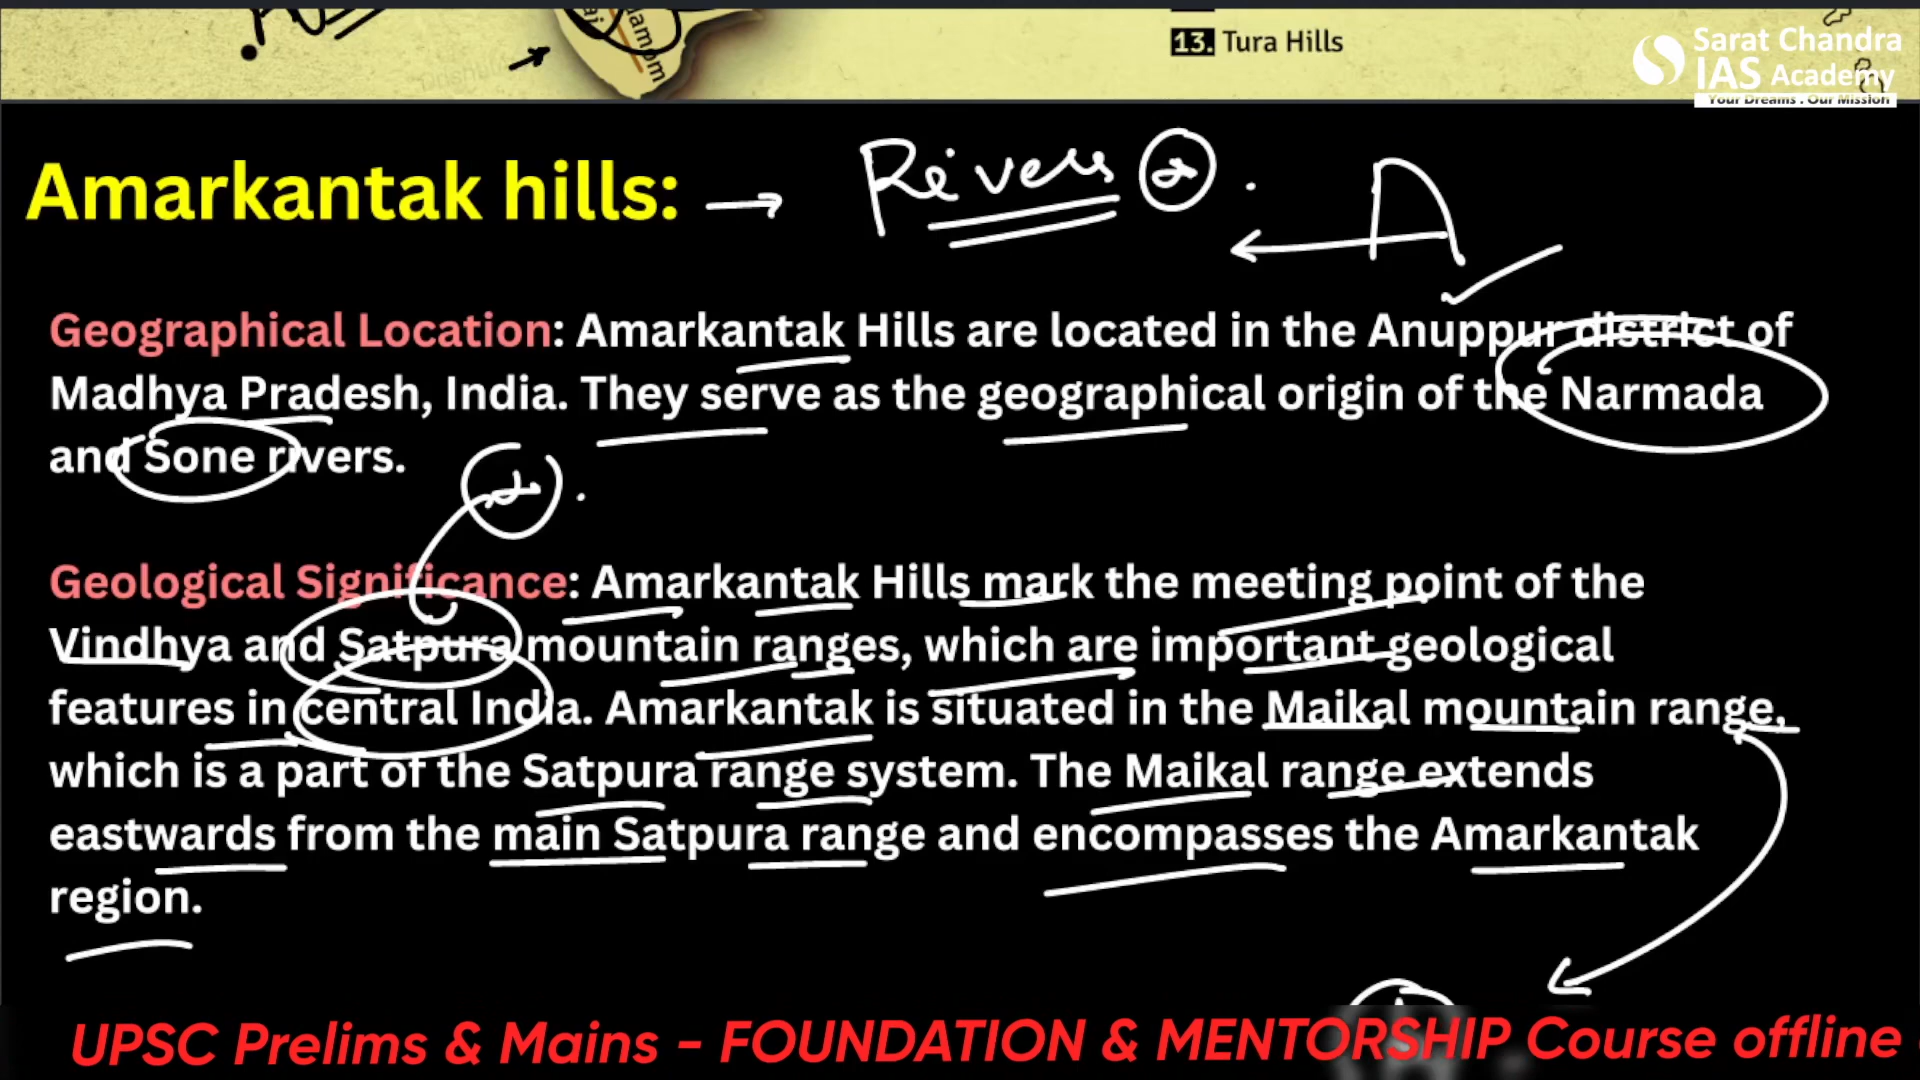 13. Tura Hills
Sarat Chandra
IAS Academy
Your Dreams . Our Mission
Amarkantak hills: → Rivers
A
Geographical Location: Amarkantak Hills are located in the Anuppur district of
Madhya Pradesh, India. They serve as the geographical origin of the Narmada
and Sone rivers.
Geological Significance: Amarkantak Hills mark the meeting point of the
Vindhya and Satpura mountain ranges, which are important geological
features in central India. Amarkantak is situated in the Maikal mountain range,
which is a part of the Satpura range system. The Maikal range extends
eastwards from the main Satpura range and encompasses the Amarkantak
region.
UPSC Prelims & Mains - FOUNDATION & MENTORSHIP Course offline